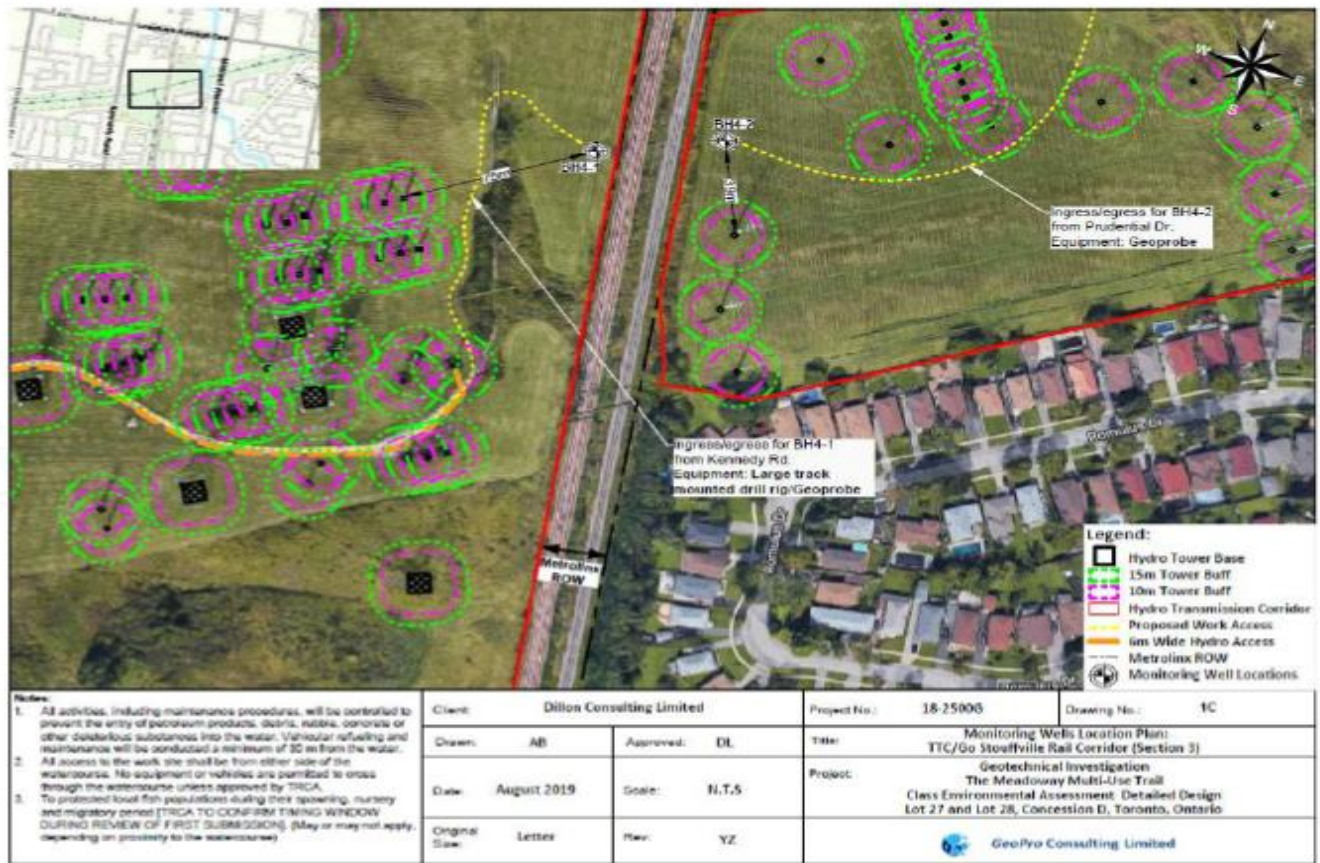 N
W
E
S
BH4-2
BH4-1
Ingress/egress for BH4-2
from Prudential Dr.
Equipment: Geoprobe
Ingress/egress for BH4-1
from Kennedy Rd.
Equipment: Large track
mounted drill rig/Geoprobe
Metrolinx
ROW
Legend:
Hydro Tower Base
15m Tower Buff
10m Tower Buff
Hydro Transmission Corridor
Proposed Work Access
6m Wide Hydro Access
Metrolinx ROW
Monitoring Well Locations
Notes:
1. All activities, including maintenance procedures, will be controlled to
prevent the entry of petroleum products, debris, rubble, concrete or
other deleterious substances into the water. Vehicular refueling and
maintenance will be conducted a minimum of 30 m from the water.
2. All access to the work site shall be from either side of the
watercourse. No equipment or vehicles are permitted to cross
through the watercourse unless approved by TRCA.
3. To protected local fish populations during their spawning, nursery
and migratory period [TRCA TO CONFIRM TIMING WINDOW
DURING REVIEW OF FIRST SUBMISSION]. (May or may not apply,
depending on proximity to the watercourse)
Client: Dillon Consulting Limited
Drawn: AB Approved: DL
Date: August 2019 Scale: N.T.S
Original Size: Letter Rev: YZ
Project No.: 18-2500G Drawing No.: 1C
Title: Monitoring Wells Location Plan:
TTC/Go Stouffville Rail Corridor (Section 3)
Project: Geotechnical Investigation
The Meadoway Multi-Use Trail
Class Environmental Assessment Detailed Design
Lot 27 and Lot 28, Concession D, Toronto, Ontario
GeoPro Consulting Limited